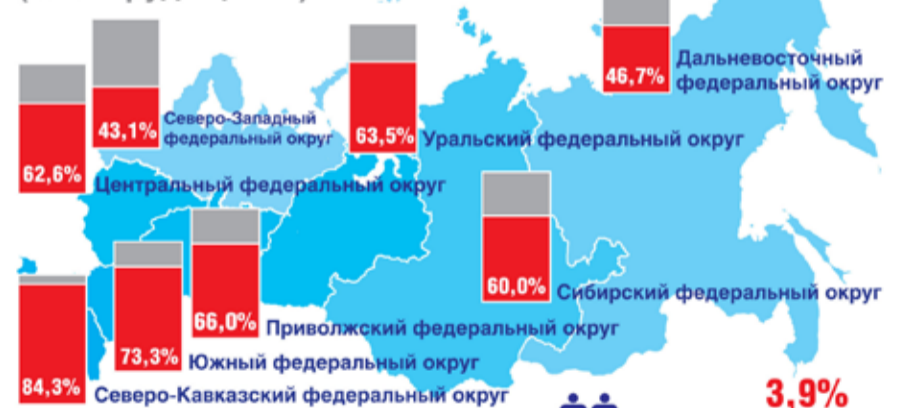 46,7%
Дальневосточный
федеральный округ
43,1%
Северо-Западный
федеральный округ
63,5%
Уральский федеральный округ
62,6%
Центральный федеральный округ
60,0%
Сибирский федеральный округ
66,0%
Приволжский федеральный округ
73,3%
Южный федеральный округ
84,3%
Северо-Кавказский федеральный округ
3,9%